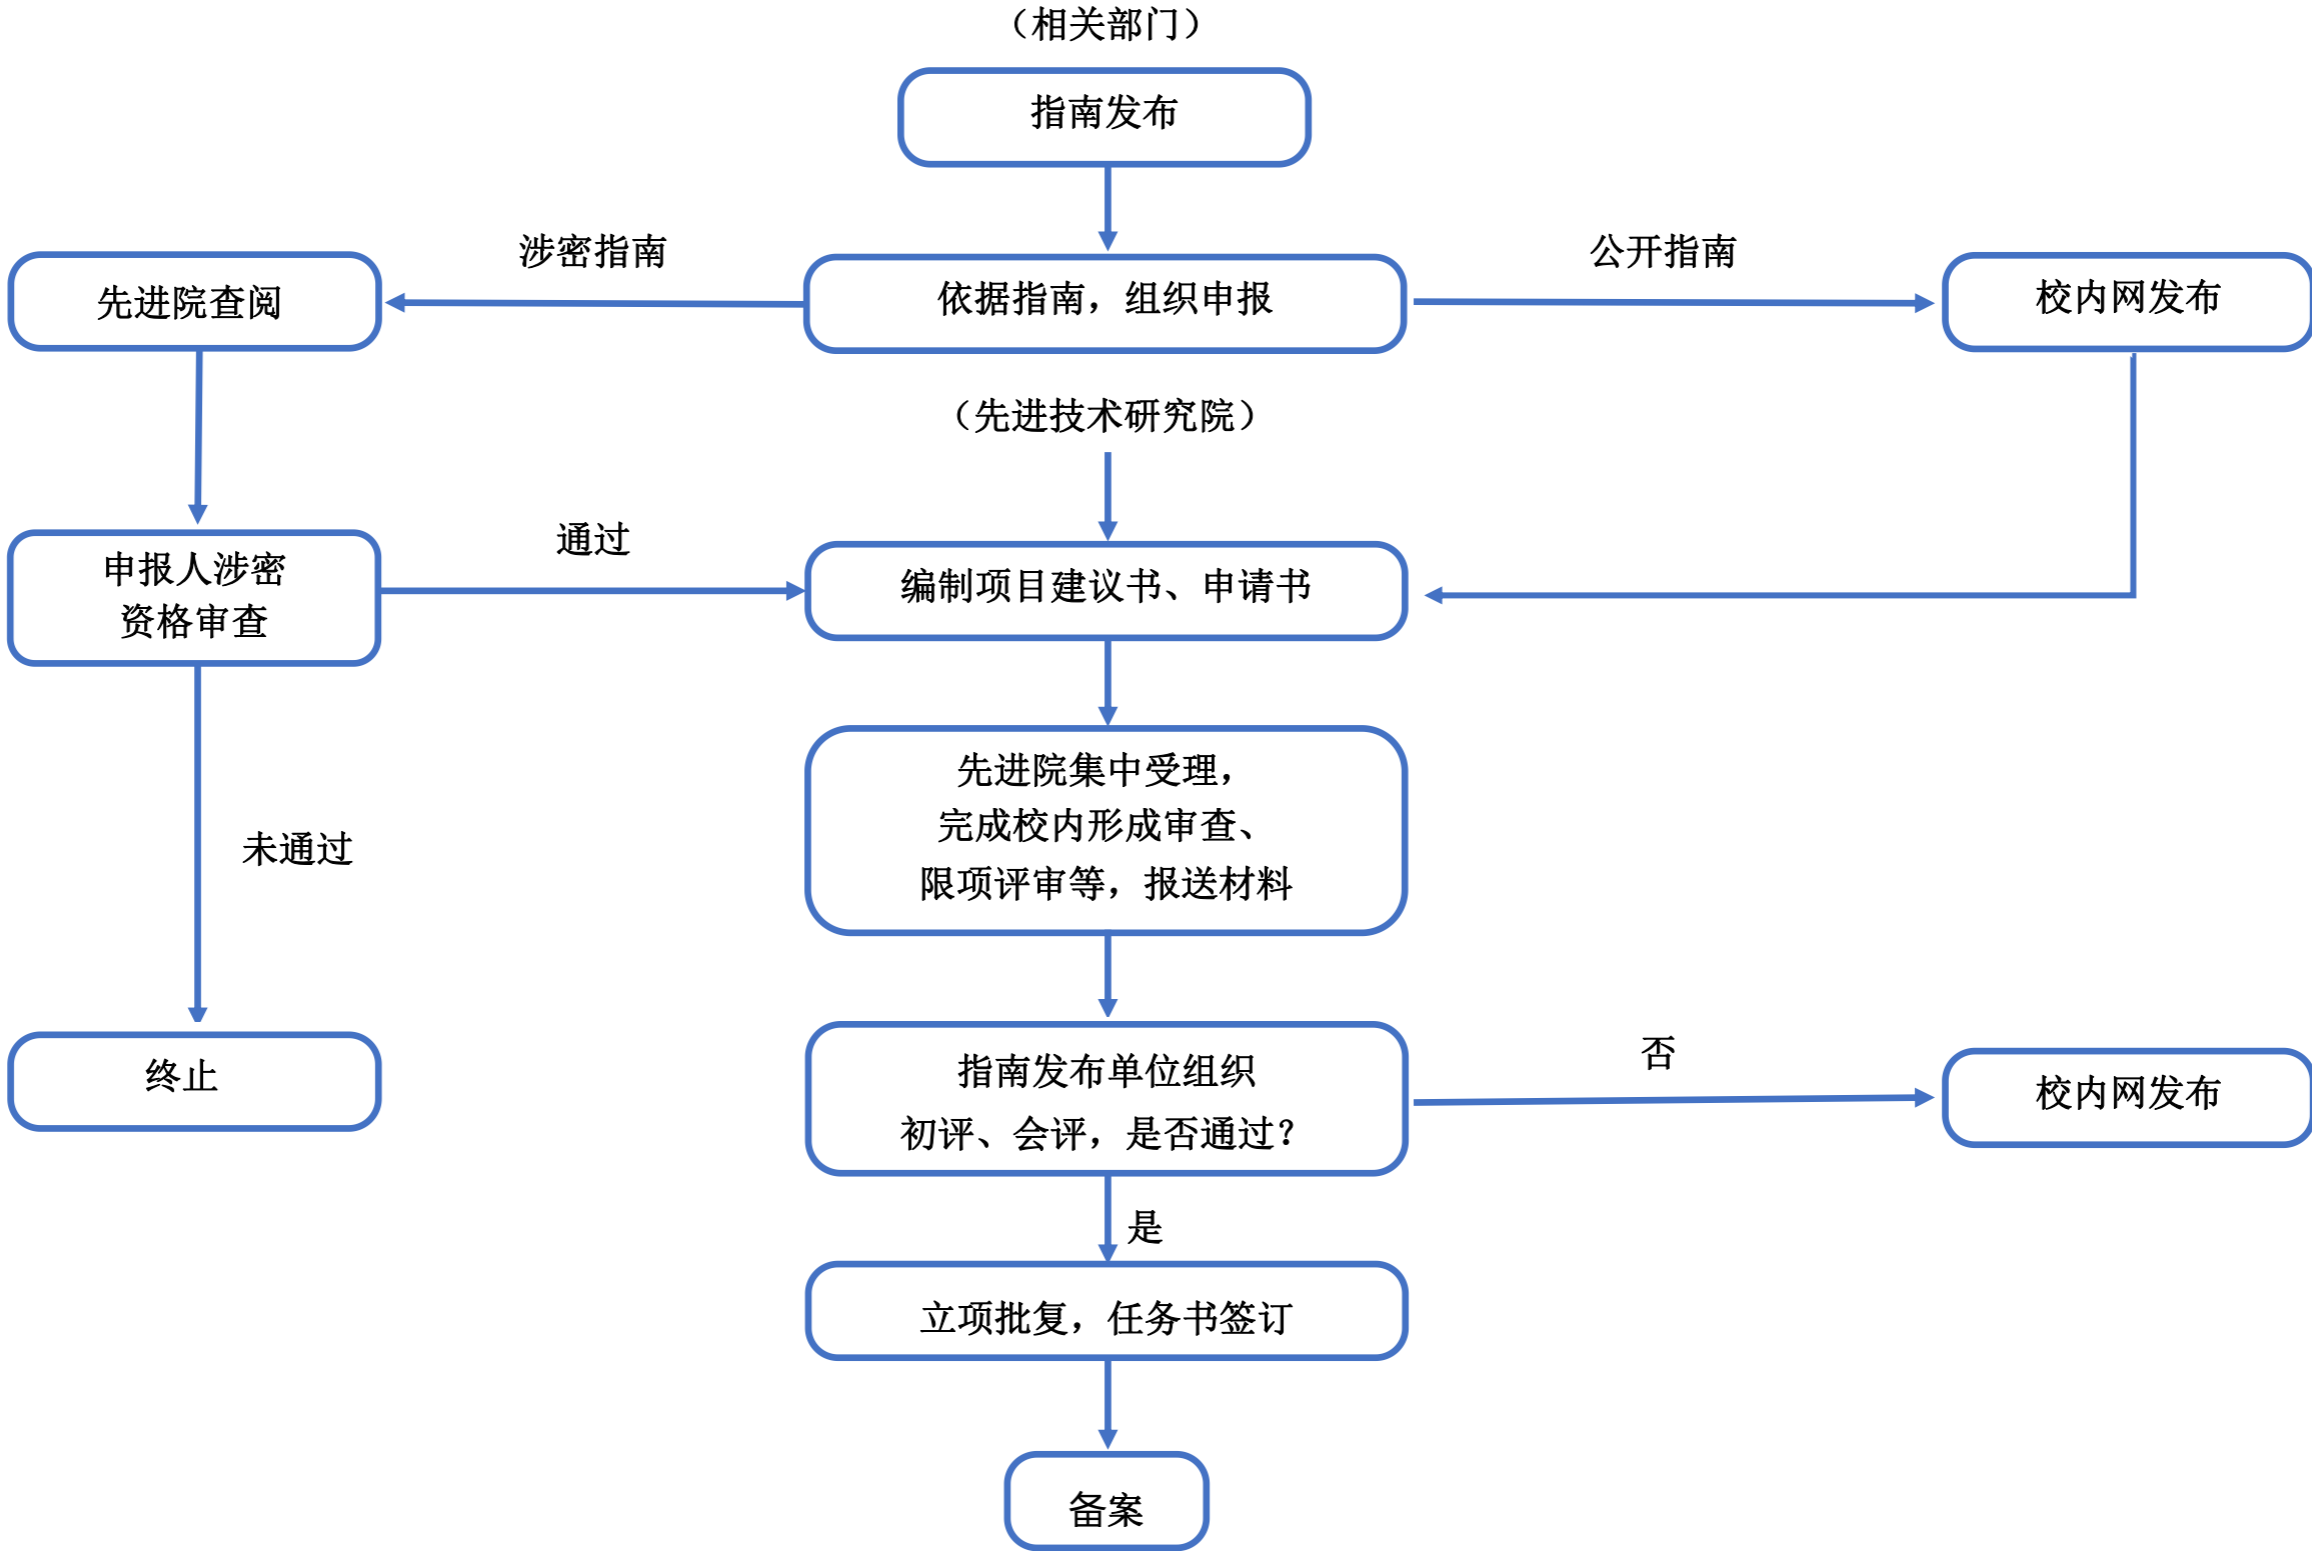 （相关部门）
指南发布
涉密指南
公开指南
先进院查阅
依据指南，组织申报
校内网发布
（先进技术研究院）
申报人涉密
资格审查
通过
编制项目建议书、申请书
先进院集中受理，
完成校内形成审查、
限项评审等，报送材料
未通过
终止
指南发布单位组织
初评、会评，是否通过？
否
校内网发布
是
立项批复，任务书签订
备案